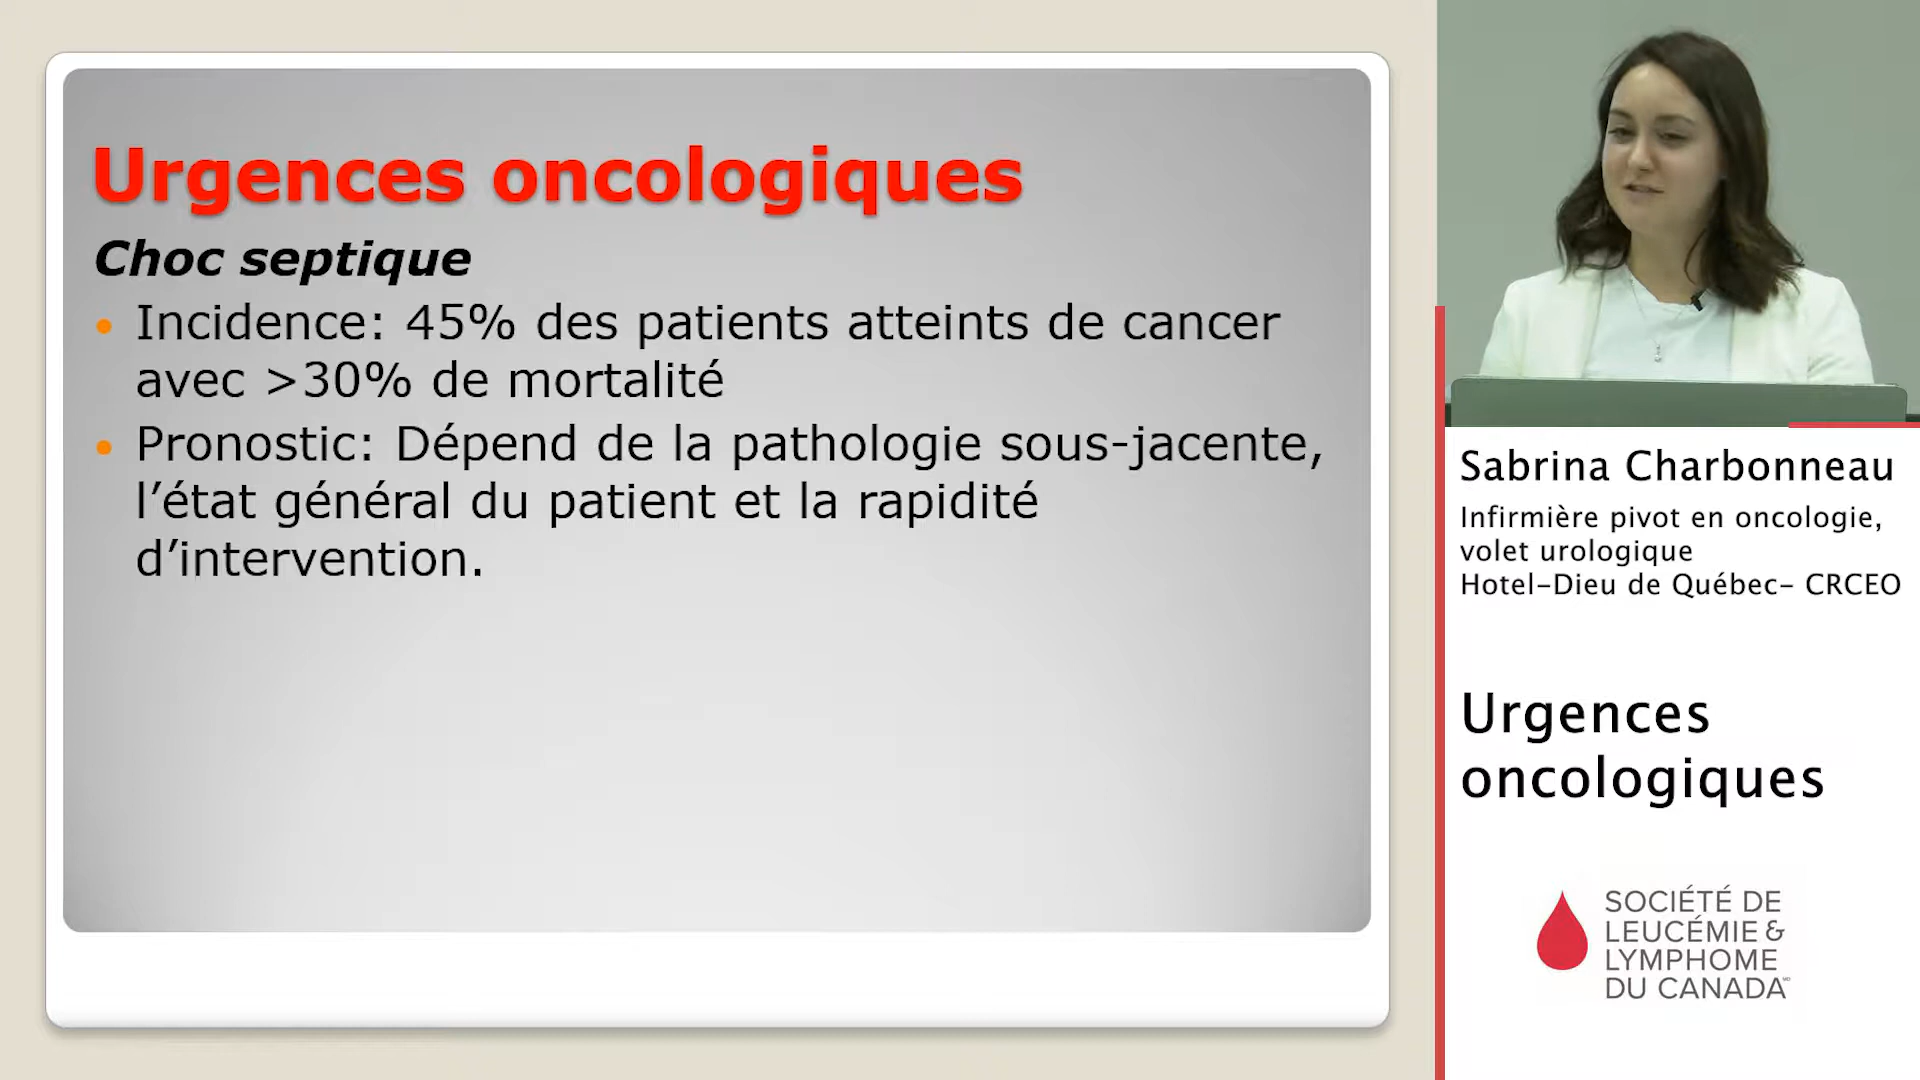 Urgences oncologiques
Choc septique
• Incidence: 45% des patients atteints de cancer
avec >30% de mortalité
• Pronostic: Dépend de la pathologie sous-jacente,
l’état général du patient et la rapidité
d’intervention.
Sabrina Charbonneau
Infirmière pivot en oncologie,
volet urologique
Hotel-Dieu de Québec- CRCEO
Urgences
oncologiques
SOCIÉTÉ DE
LEUCÉMIE &
LYMPHOME
DU CANADA